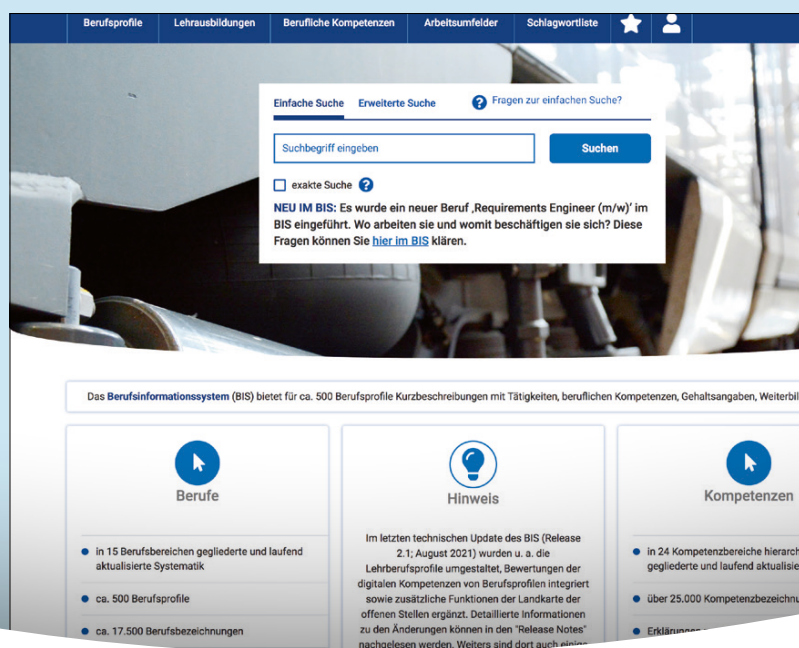 Berufsprofile Lehrausbildungen Berufliche Kompetenzen Arbeitsumfelder Schlagwortliste
Einfache Suche Erweiterte Suche ? Fragen zur einfachen Suche?
Suchbegriff eingeben Suchen
exakte Suche ?
NEU IM BIS: Es wurde ein neuer Beruf ‚Requirements Engineer (m/w)‘ im
BIS eingeführt. Wo arbeiten sie und womit beschäftigen sie sich? Diese
Fragen können Sie hier im BIS klären.
Das Berufsinformationssystem (BIS) bietet für ca. 500 Berufsprofile Kurzbeschreibungen mit Tätigkeiten, beruflichen Kompetenzen, Gehaltsangaben, Weiterbil
Berufe
in 15 Berufsbereichen gegliederte und laufend
aktualisierte Systematik
ca. 500 Berufsprofile
ca. 17.500 Berufsbezeichnungen
Hinweis
Im letzten technischen Update des BIS (Release
2.1; August 2021) wurden u. a. die
Lehrberufsprofile umgestaltet, Bewertungen der
digitalen Kompetenzen von Berufsprofilen integriert
sowie zusätzliche Funktionen der Landkarte der
offenen Stellen ergänzt. Detaillierte Informationen
zu den Änderungen können in den "Release Notes"
nachgelesen werden. Weiters sind dort auch einige
Kompetenzen
in 24 Kompetenzbereiche hierarch
gegliederte und laufend aktualisie
über 25.000 Kompetenzbezeichnu
Erklärungen